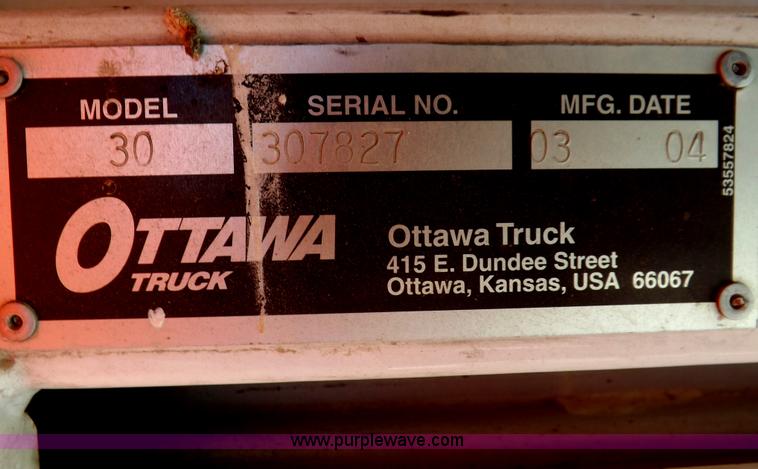 MODEL SERIAL NO. MFG. DATE
30 307827 03 04
53557824
OTTAWA
TRUCK
Ottawa Truck
415 E. Dundee Street
Ottawa, Kansas, USA 66067
www.purplewave.com